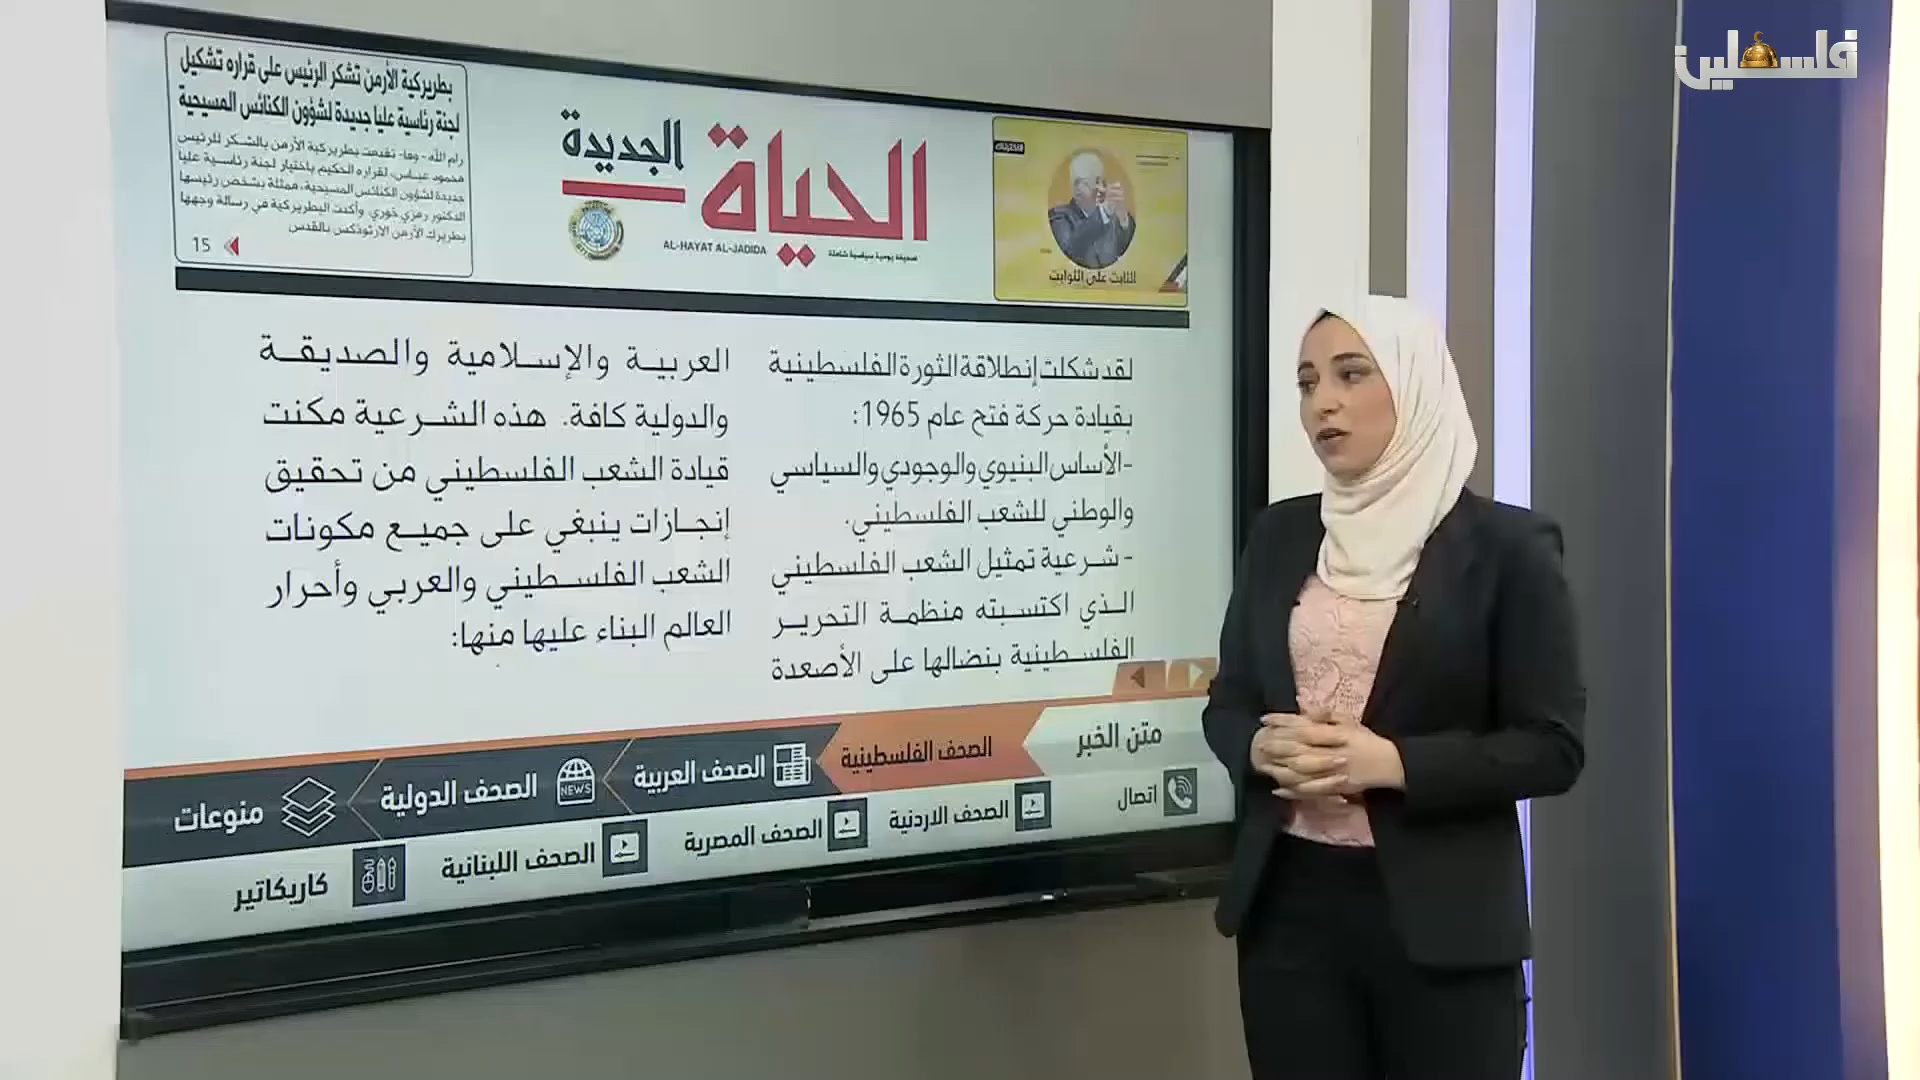 فلسطين
بطريركية الأرمن تشكر الرئيس على قراره تشكيل
لجنة رئاسية عليا جديدة لشؤون الكنائس المسيحية
رام الله - وفا- تقدمت بطريركية الأرمن بالشكر للرئيس
محمود عباس، لقراره الحكيم باختيار لجنة رئاسية عليا
جديدة لشؤون الكنائس المسيحية، ممثلة بشخص رئيسها
الدكتور رمزي خوري. وأكدت البطريركية في رسالة وجهها
بطريرك الأرمن الارثوذكس بالقدس
15
الحياة
الجديدة
AL-HAYAT AL-JADIDA
صحيفة يومية سياسية شاملة
الثابت على الثوابت
لقد شكلت إنطلاقة الثورة الفلسطينية
بقيادة حركة فتح عام 1965:
-الأساس البنيوي والوجودي والسياسي
والوطني للشعب الفلسطيني.
- شرعية تمثيل الشعب الفلسطيني
الذي اكتسبته منظمة التحرير
الفلسطينية بنضالها على الأصعدة
العربية والإسلامية والصديقة
والدولية كافة. هذه الشرعية مكنت
قيادة الشعب الفلسطيني من تحقيق
إنجازات ينبغي على جميع مكونات
الشعب الفلسطيني والعربي وأحرار
العالم البناء عليها منها:
متن الخبر
الصحف الفلسطينية
الصحف العربية
NEWS
الصحف الدولية
منوعات
اتصال
الصحف الاردنية
الصحف المصرية
الصحف اللبنانية
كاريكاتير